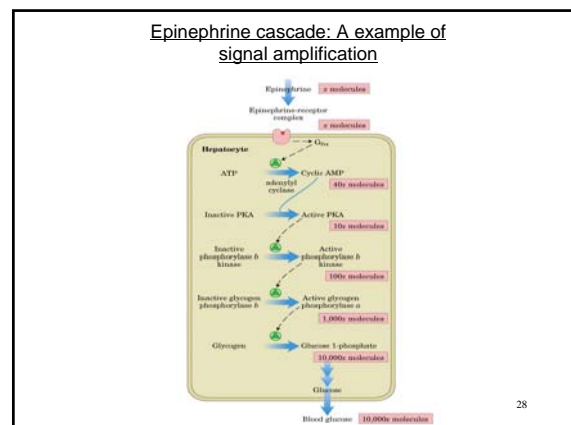 Epinephrine cascade: A example of
signal amplification
Epinephrine x molecules
Epinephrine-receptor
complex
x molecules
Gsα
Hepatocyte
ATP Cyclic AMP
adenylyl
cyclase
40x molecules
Inactive PKA Active PKA
10x molecules
Inactive
phosphorylase b
kinase
Active
phosphorylase b
kinase
100x molecules
Inactive glycogen
phosphorylase b
Active glycogen
phosphorylase a
1,000x molecules
Glycogen Glucose 1-phosphate
10,000x molecules
Glucose
Blood glucose 10,000x molecules
28